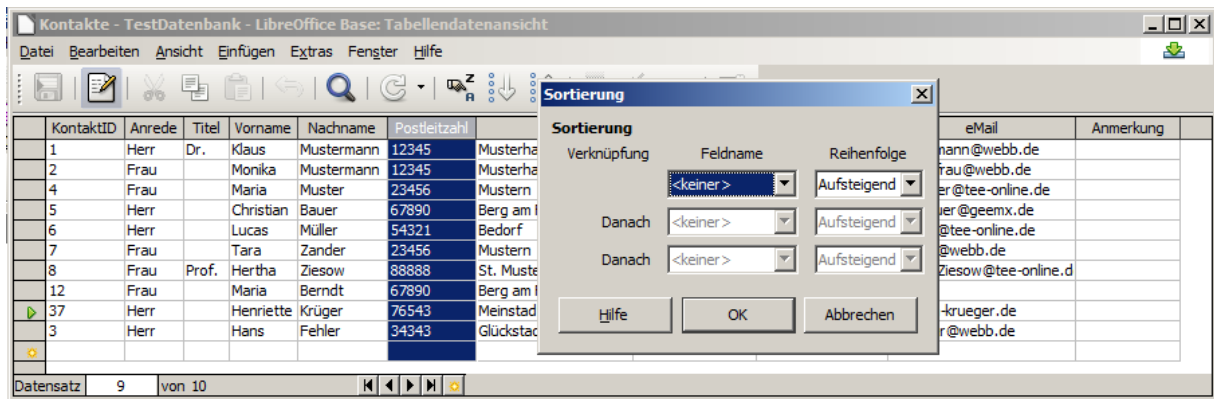 Kontakte - TestDatenbank - LibreOffice Base: Tabellendatenansicht
Datei Bearbeiten Ansicht Einfügen Extras Fenster Hilfe
Sortierung
KontaktID Anrede Titel Vorname Nachname Postleitzahl eMail Anmerkung
1 Herr Dr. Klaus Mustermann 12345 Musterha mann@webb.de
2 Frau Monika Mustermann 12345 Musterha frau@webb.de
4 Frau Maria Muster 23456 Mustern er@tee-online.de
5 Herr Christian Bauer 67890 Berg am uer@geemx.de
6 Herr Lucas Müller 54321 Bedorf @tee-online.de
7 Frau Tara Zander 23456 Mustern @webb.de
8 Frau Prof. Hertha Ziesow 88888 St. Muste Ziesow@tee-online.d
12 Frau Maria Berndt 67890 Berg am
37 Herr Henriette Krüger 76543 Meinstad -krueger.de
3 Herr Hans Fehler 34343 Glückstad r@webb.de
Datensatz 9 von 10
Sortierung
Verknüpfung Feldname Reihenfolge
<keiner> Aufsteigend
Danach <keiner> Aufsteigend
Danach <keiner> Aufsteigend
Hilfe OK Abbrechen